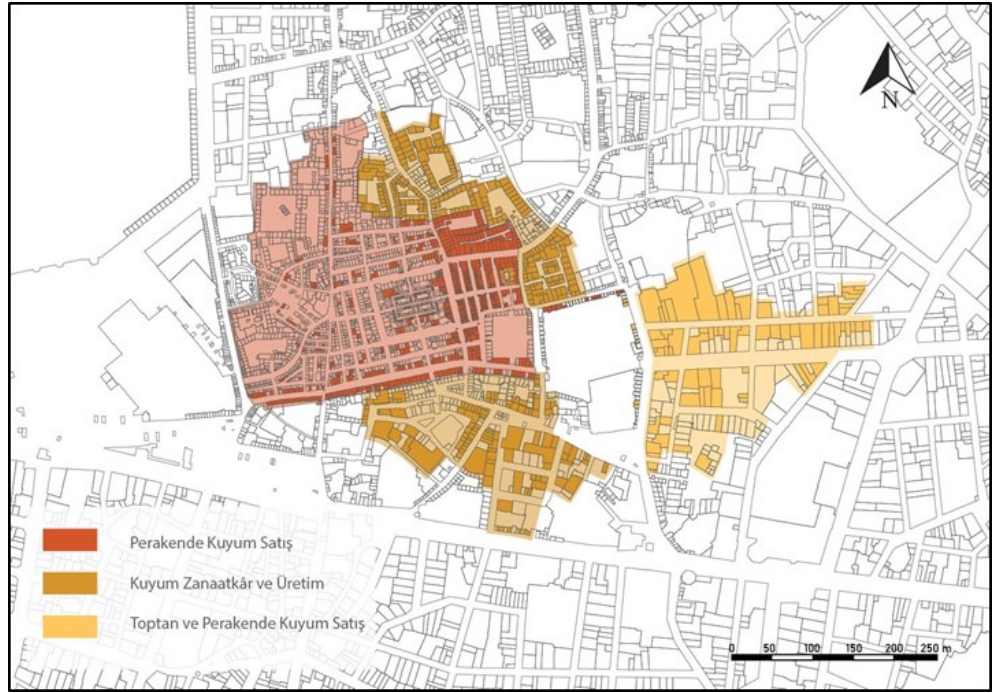 N
Perakende Kuyum Satış
Kuyum Zanaatkâr ve Üretim
Toptan ve Perakende Kuyum Satış
0 50 100 150 200 250 m